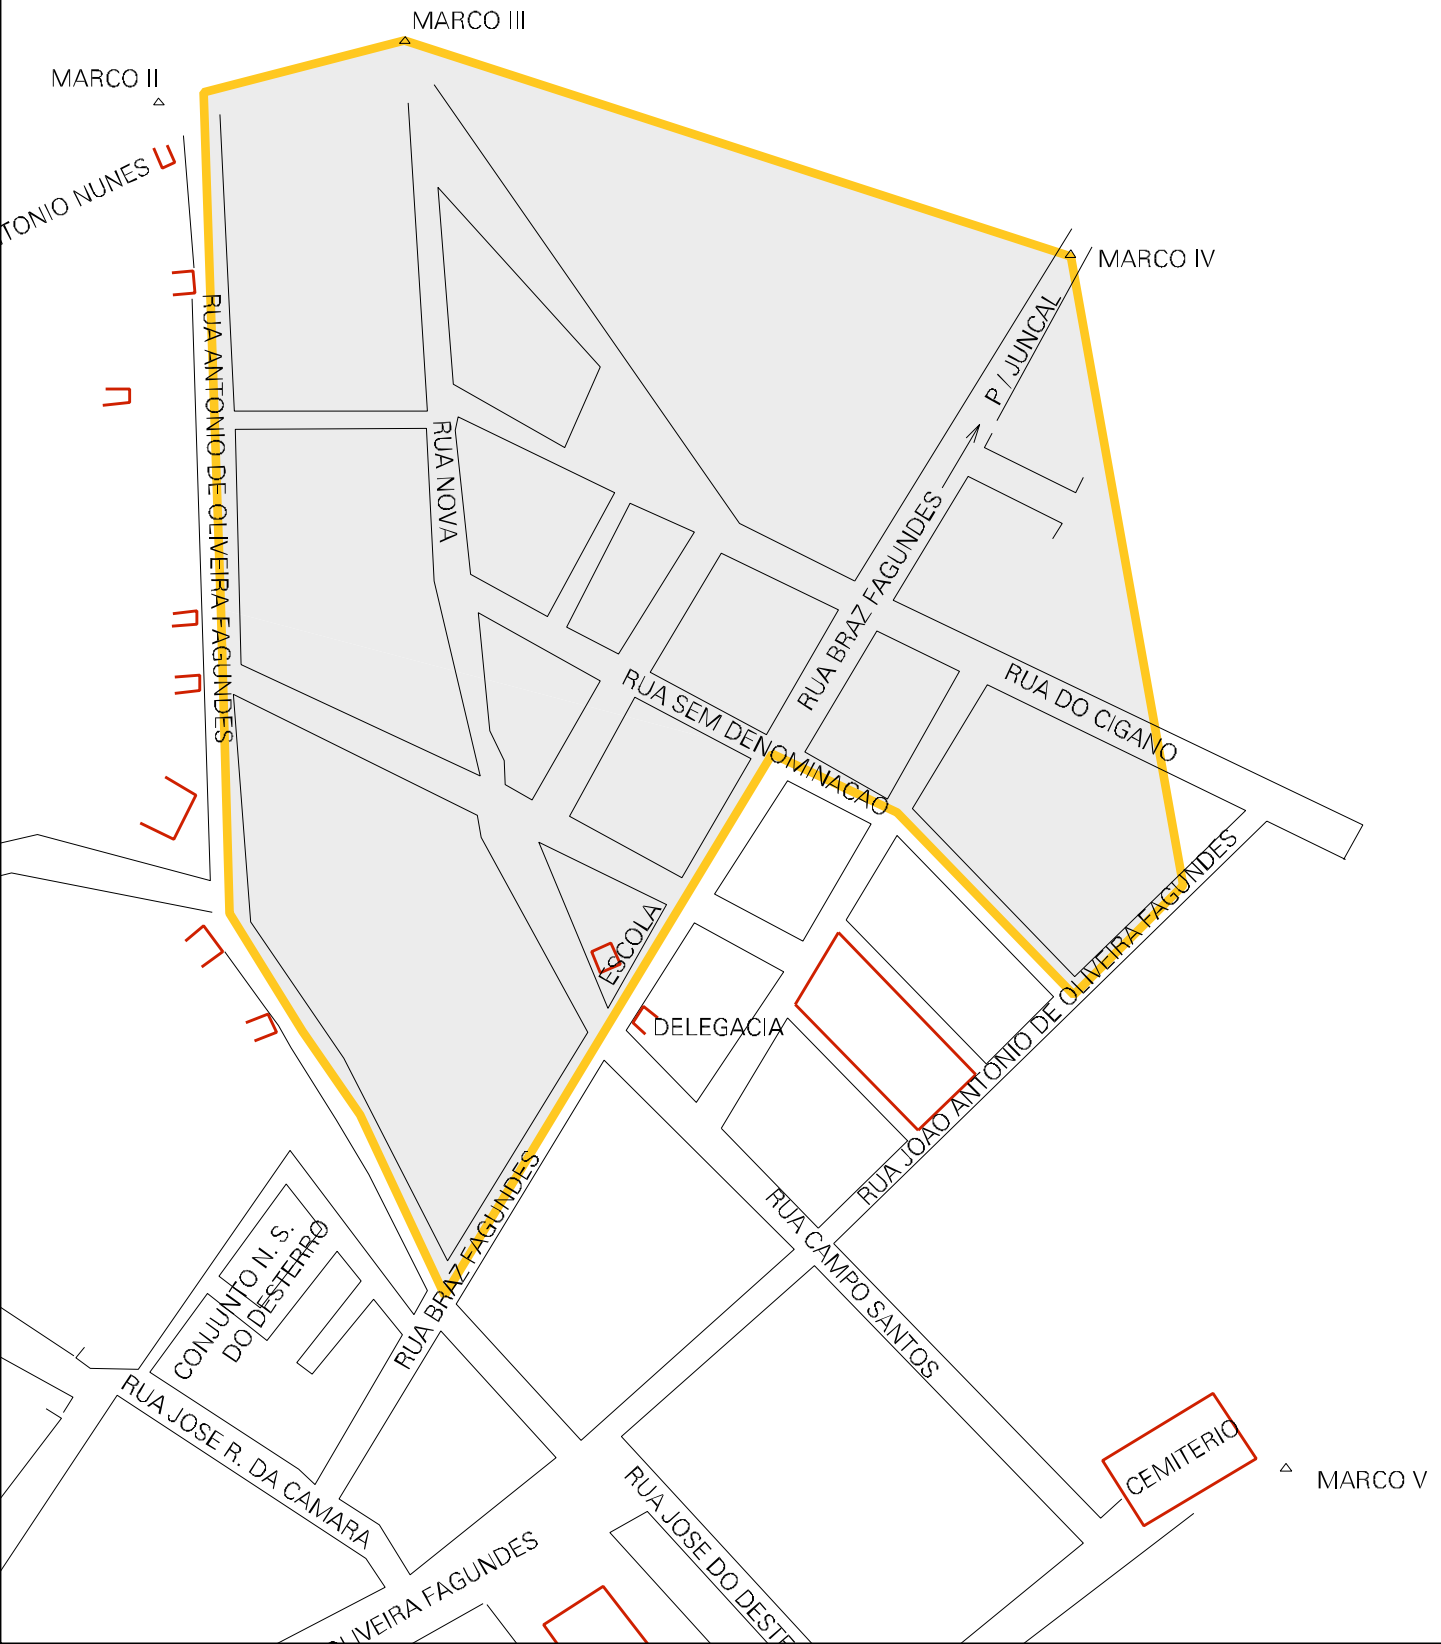 MARCO III
MARCO II
TONIO NUNES
MARCO IV
P / JUNCAL
RUA ANTONIO DE OLIVEIRA FAGUNDES
RUA NOVA
RUA BRAZ FAGUNDES
RUA SEM DENOMINACAO
RUA DO CIGANO
ESCOLA
DELEGACIA
RUA JOAO ANTONIO DE OLIVEIRA FAGUNDES
RUA BRAZ FAGUNDES
RUA CAMPO SANTOS
CONJUNTO N. S.
DO DESTERRO
RUA JOSE R. DA CAMARA
CEMITERIO
MARCO V
RUA JOSE DO DESTE
OLIVEIRA FAGUNDES